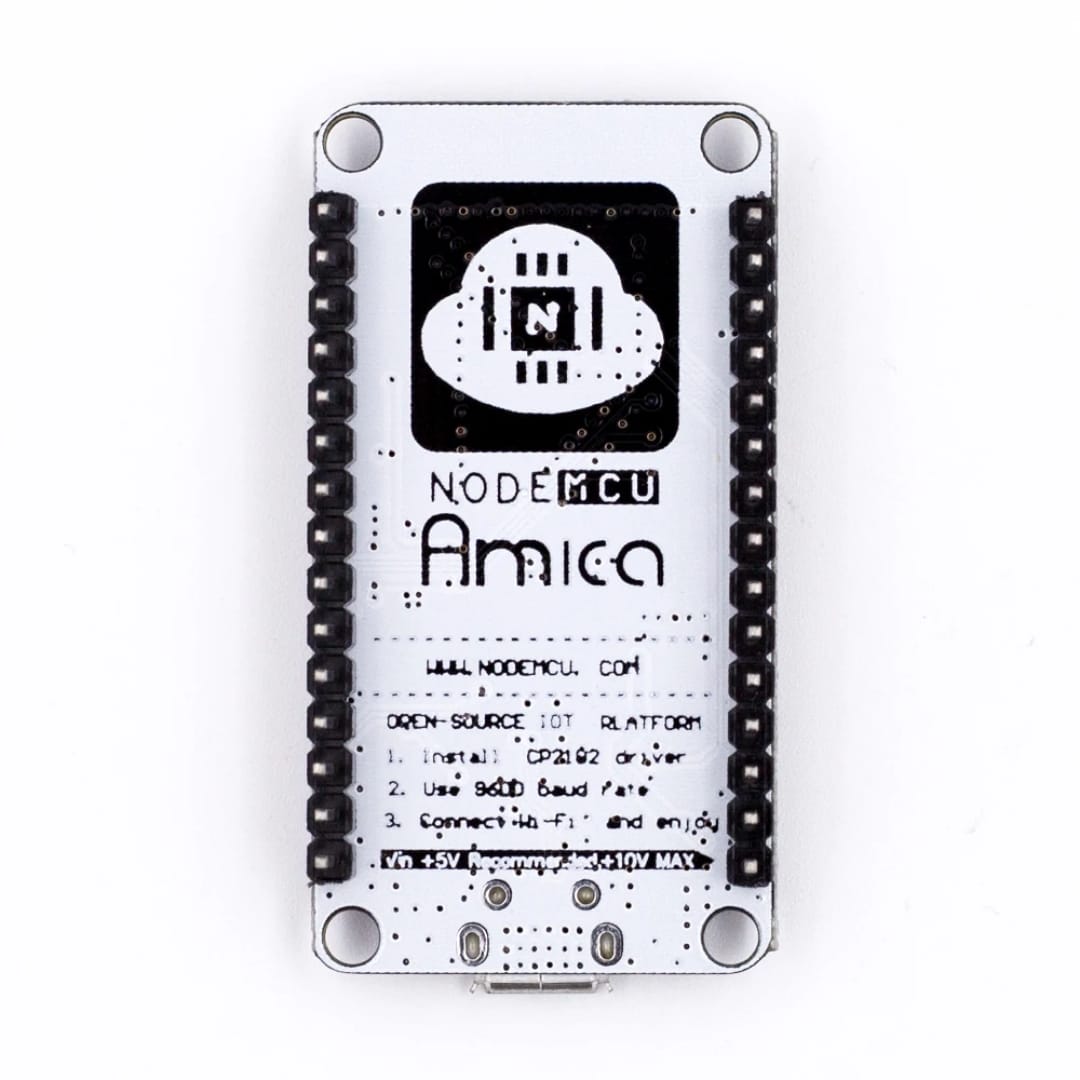 N
NODEMCU
Amica
WWW.NODEMCU. COM
OPEN-SOURCE IOT PLATFORM
1. Install CP2102 driver
2. Use 9600 baud rate
3. Connect Wi-Fi and enjoy
Vin +5V Recommended,+10V MAX